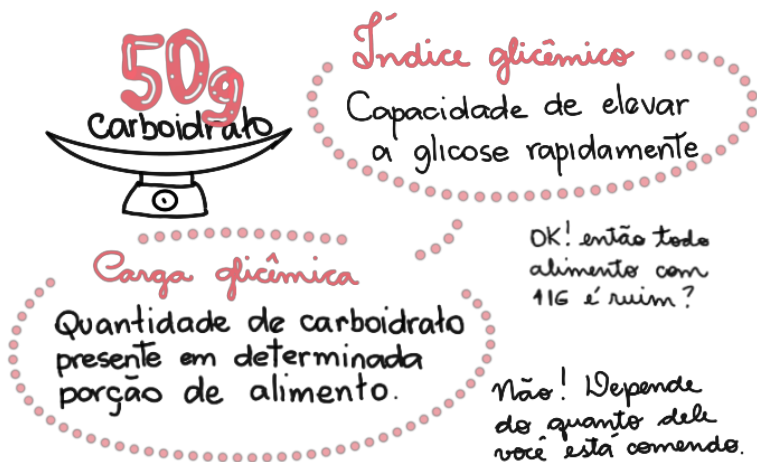 50g
carboidrato
Índice glicêmico
Capacidade de elevar
a glicose rapidamente
Carga glicêmica
Quantidade de carboidrato
presente em determinada
porção de alimento.
OK! então todo
alimento com
↑IG é ruim?
Não! Depende
do quanto dele
você está comendo.